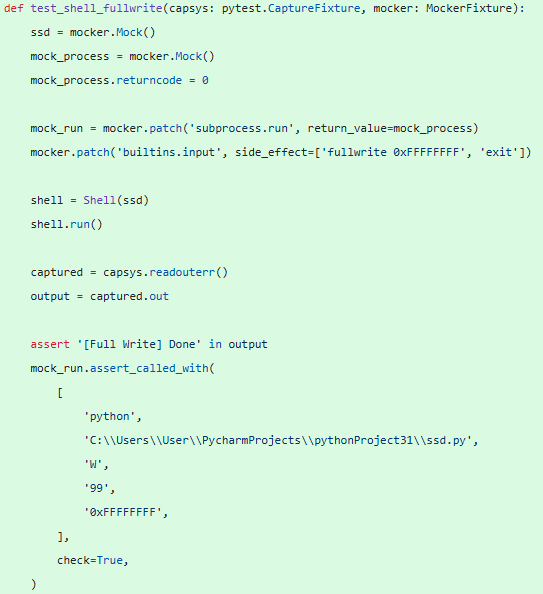 def test_shell_fullwrite(capsys: pytest.CaptureFixture, mocker: MockerFixture):
    ssd = mocker.Mock()
    mock_process = mocker.Mock()
    mock_process.returncode = 0

    mock_run = mocker.patch('subprocess.run', return_value=mock_process)
    mocker.patch('builtins.input', side_effect=['fullwrite 0xFFFFFFFF', 'exit'])

    shell = Shell(ssd)
    shell.run()

    captured = capsys.readouterr()
    output = captured.out

    assert '[Full Write] Done' in output
    mock_run.assert_called_with(
        [
            'python',
            'C:\\Users\\User\\PycharmProjects\\pythonProject31\\ssd.py',
            'W',
            '99',
            '0xFFFFFFFF',
        ],
        check=True,
    )